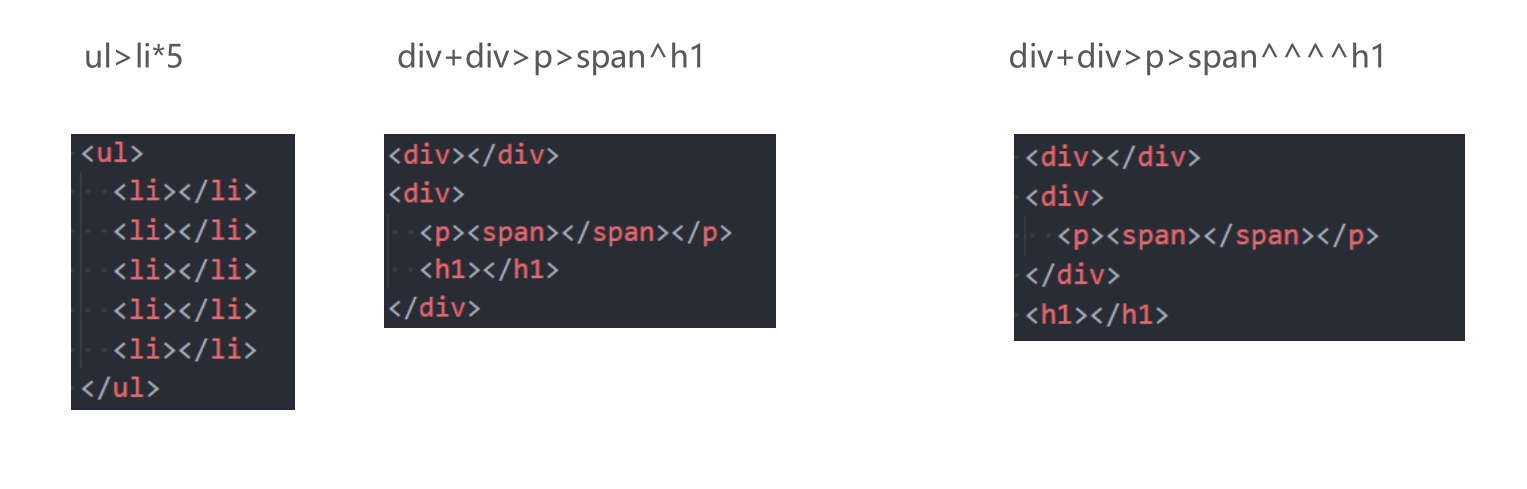 ul>li*5
<ul>
<li></li>
<li></li>
<li></li>
<li></li>
<li></li>
</ul>
div+div>p>span^h1
<div></div>
<div>
<p><span></span></p>
<h1></h1>
</div>
div+div>p>span^^^^h1
<div></div>
<div>
<p><span></span></p>
</div>
<h1></h1>